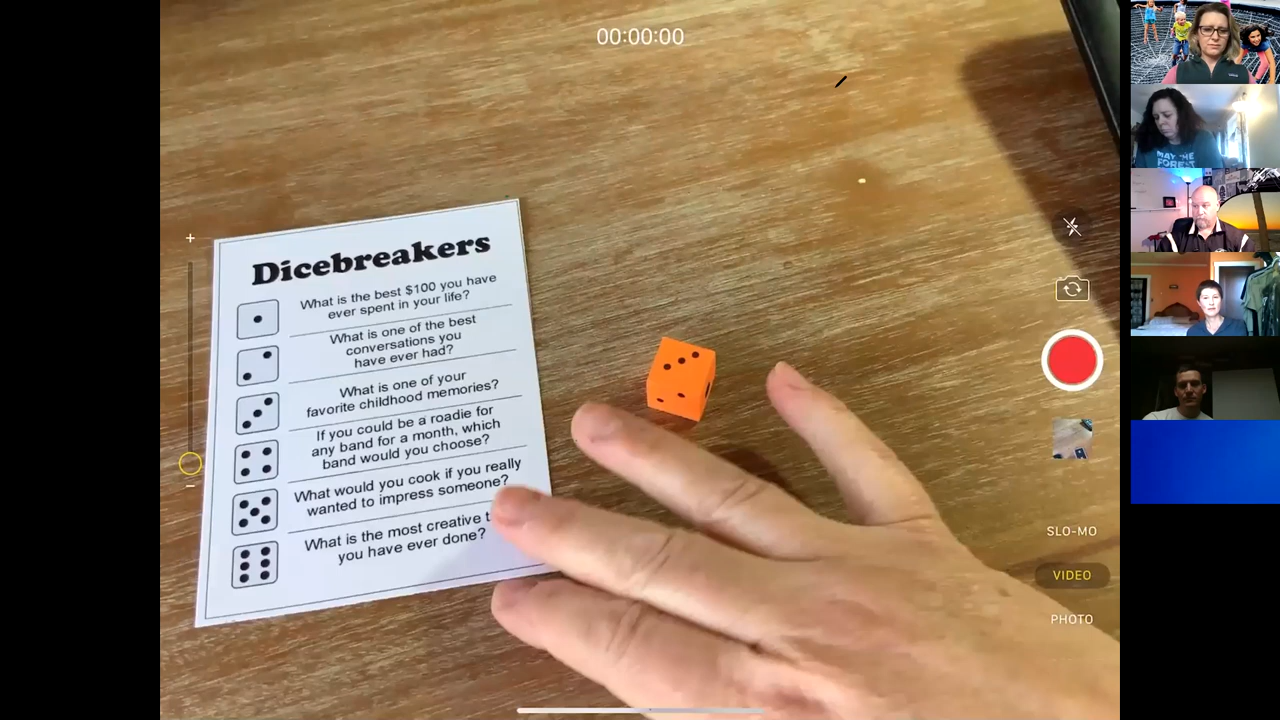 00:00:00
Dicebreakers
What is the best $100 you have
ever spent in your life?
What is one of the best
conversations you
have ever had?
What is one of your
favorite childhood memories?
If you could be a roadie for
any band for a month, which
band would you choose?
What would you cook if you really
wanted to impress someone?
What is the most creative
you have ever done?
SLO-MO
VIDEO
PHOTO
MAY THE
FOREST